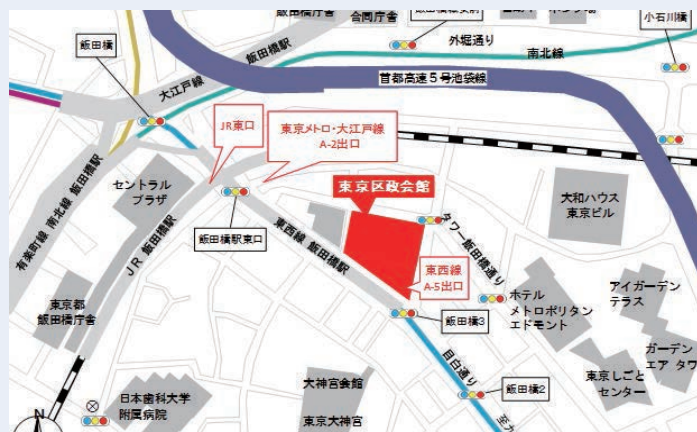 飯田橋庁舎
合同庁舎
外堀通り
南北線
小石川橋
飯田橋
大江戸線 飯田橋駅
首都高速5号池袋線
JR東口
東京メトロ・大江戸線
A-2出口
東京区政会館
セントラル
プラザ
有楽町線 南北線 飯田橋駅
JR 飯田橋駅
飯田橋駅東口
東西線 飯田橋駅
タワー飯田橋通り
大和ハウス
東京ビル
東西線
A-5出口
東京都
飯田橋庁舎
飯田橋3
ホテル
メトロポリタン
エドモント
アイガーデン
テラス
ガーデン
エア タワ
東京しごと
センター
目白通り
飯田橋2
日本歯科大学
附属病院
大神宮会館
東京大神宮
至九
N